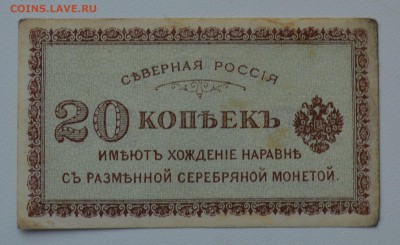 COINS.LAVE.RU
СѢВЕРНАЯ РОССІЯ
20 КОПѢЕКЪ
ИМѢЮТЪ ХОЖДЕНІЕ НАРАВНѢ
СЪ РАЗМѢННОЙ СЕРЕБРЯНОЙ МОНЕТОЙ.